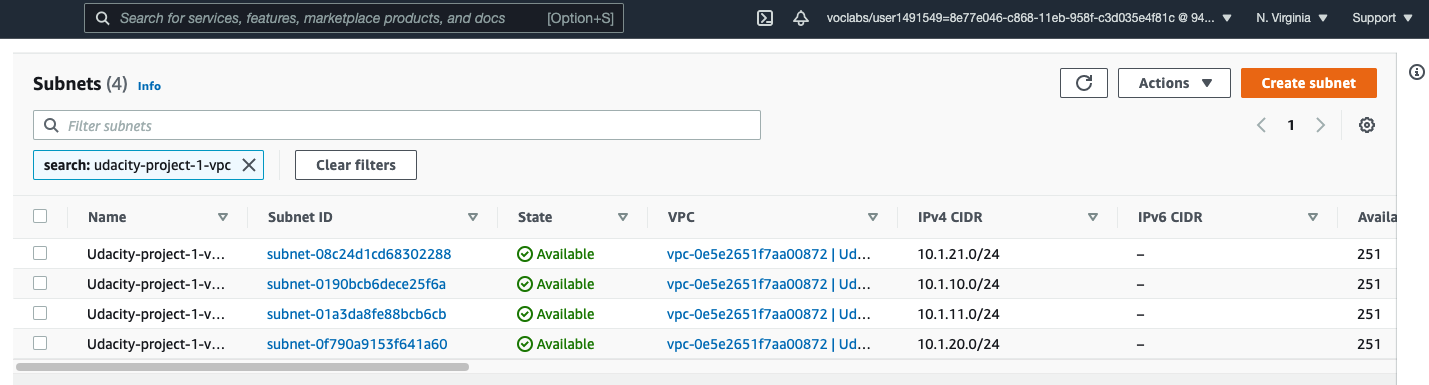 Search for services, features, marketplace products, and docs [Option+S] voclabs/user1491549=8e77e046-c868-11eb-958f-c3d035e4f81c @ 94... N. Virginia Support
Subnets (4) Info Actions Create subnet
Filter subnets 1
search: udacity-project-1-vpc Clear filters
Name Subnet ID State VPC IPv4 CIDR IPv6 CIDR Availa
Udacity-project-1-v... subnet-08c24d1cd68302288 Available vpc-0e5e2651f7aa00872 | Ud... 10.1.21.0/24 – 251
Udacity-project-1-v... subnet-0190bcb6dece25f6a Available vpc-0e5e2651f7aa00872 | Ud... 10.1.10.0/24 – 251
Udacity-project-1-v... subnet-01a3da8fe88bcb6cb Available vpc-0e5e2651f7aa00872 | Ud... 10.1.11.0/24 – 251
Udacity-project-1-v... subnet-0f790a9153f641a60 Available vpc-0e5e2651f7aa00872 | Ud... 10.1.20.0/24 – 251